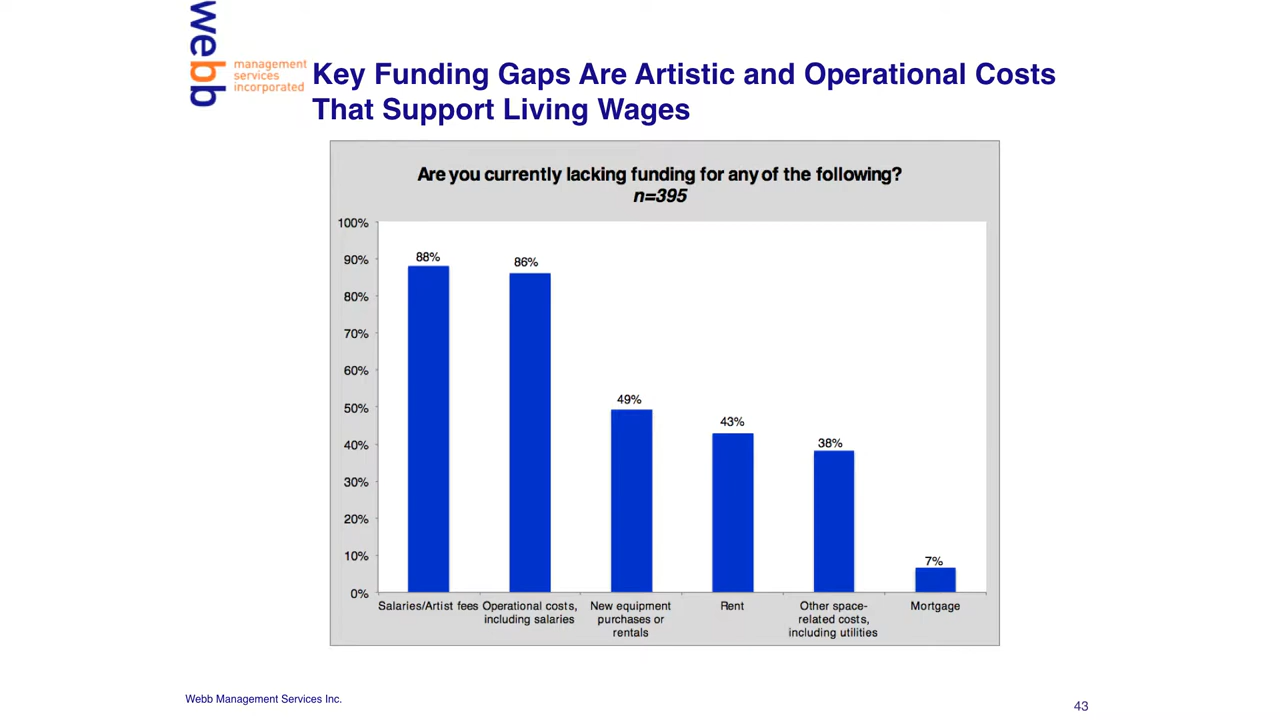 webb
management
services
incorporated
Key Funding Gaps Are Artistic and Operational Costs
That Support Living Wages
Are you currently lacking funding for any of the following?
n=395
100%
90%
80%
70%
60%
50%
40%
30%
20%
10%
0%
88%
86%
49%
43%
38%
7%
Salaries/Artist fees
Operational costs,
including salaries
New equipment
purchases or
rentals
Rent
Other space-
related costs,
including utilities
Mortgage
Webb Management Services Inc.
43